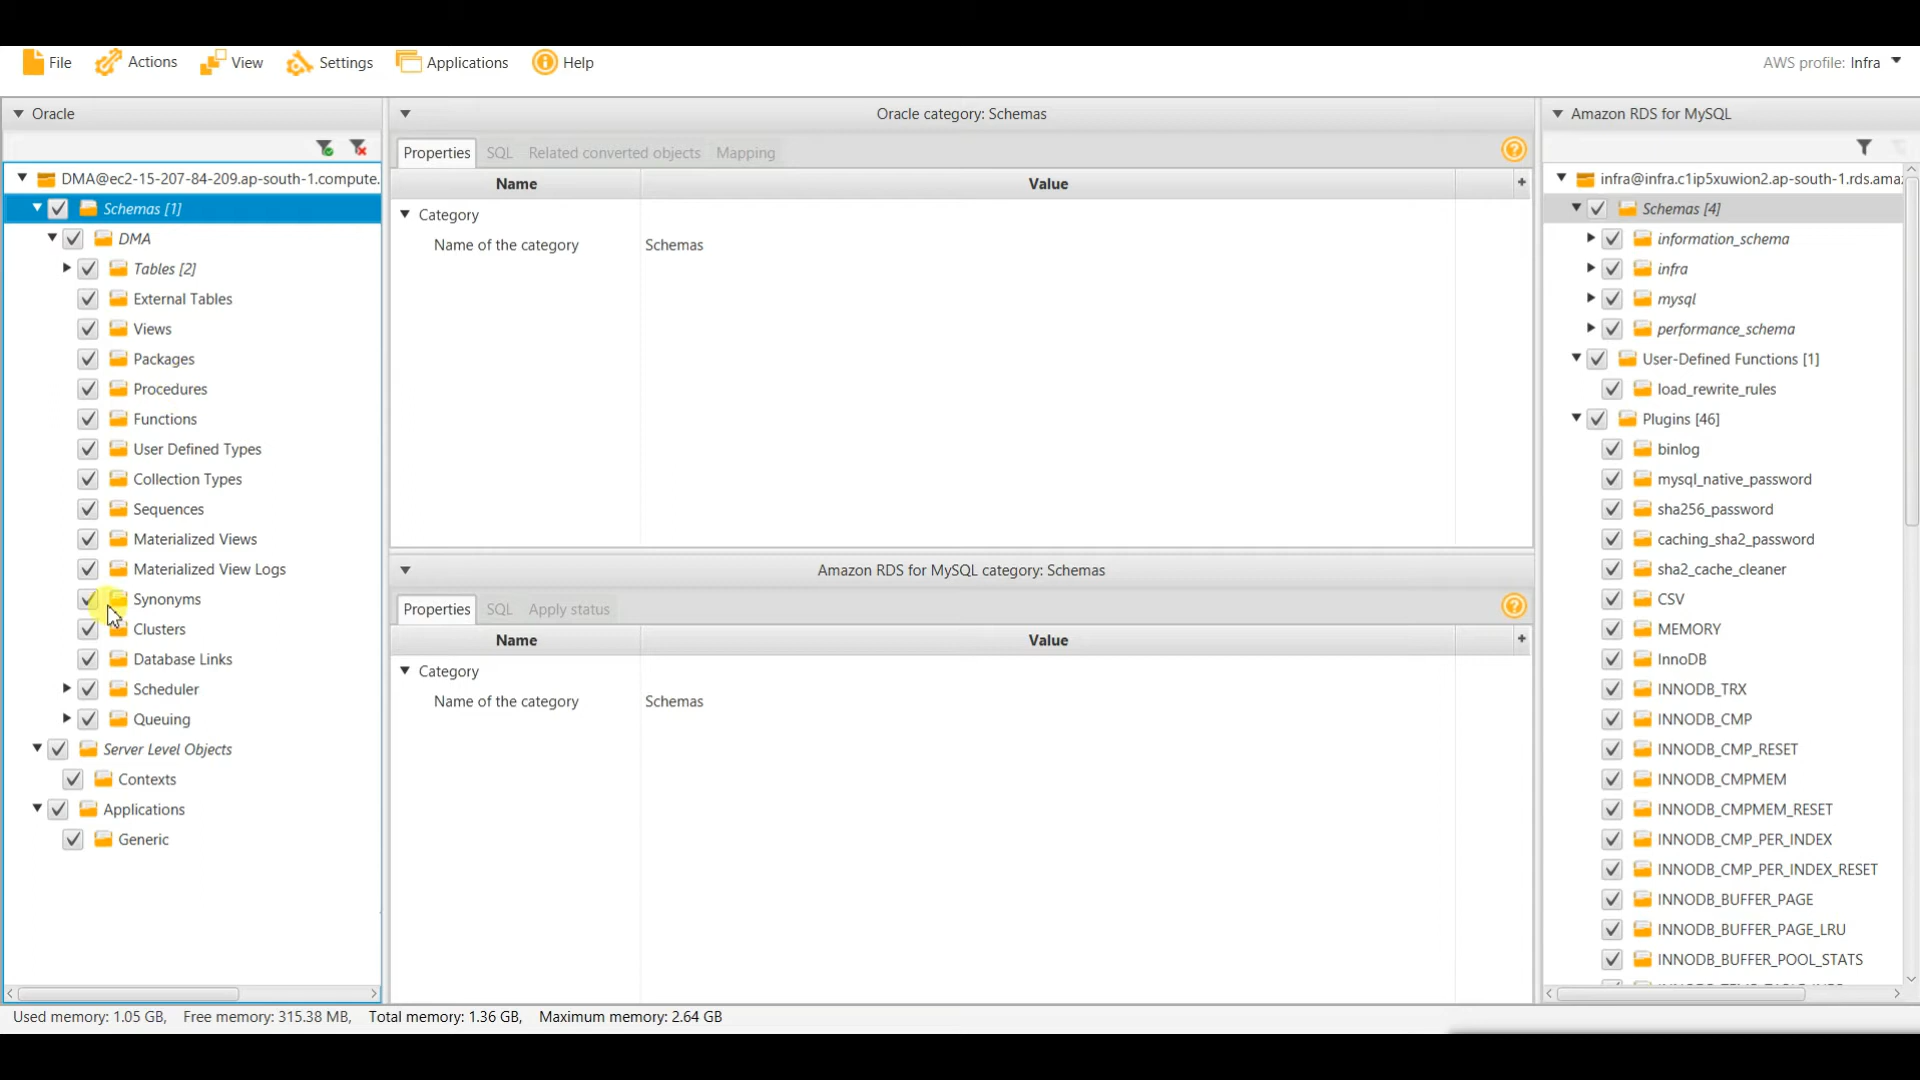 File Actions View Settings Applications Help AWS profile: Infra
Oracle
DMA@ec2-15-207-84-209.ap-south-1.compute.
Schemas [1]
DMA
Tables [2]
External Tables
Views
Packages
Procedures
Functions
User Defined Types
Collection Types
Sequences
Materialized Views
Materialized View Logs
Synonyms
Clusters
Database Links
Scheduler
Queuing
Server Level Objects
Contexts
Applications
Generic
Oracle category: Schemas
Properties SQL Related converted objects Mapping
Name Value
Category
Name of the category Schemas
Amazon RDS for MySQL category: Schemas
Properties SQL Apply status
Name Value
Category
Name of the category Schemas
Amazon RDS for MySQL
infra@infra.c1ip5xuwion2.ap-south-1.rds.ama
Schemas [4]
information_schema
infra
mysql
performance_schema
User-Defined Functions [1]
load_rewrite_rules
Plugins [46]
binlog
mysql_native_password
sha256_password
caching_sha2_password
sha2_cache_cleaner
CSV
MEMORY
InnoDB
INNODB_TRX
INNODB_CMP
INNODB_CMP_RESET
INNODB_CMPMEM
INNODB_CMPMEM_RESET
INNODB_CMP_PER_INDEX
INNODB_CMP_PER_INDEX_RESET
INNODB_BUFFER_PAGE
INNODB_BUFFER_PAGE_LRU
INNODB_BUFFER_POOL_STATS
Used memory: 1.05 GB, Free memory: 315.38 MB, Total memory: 1.36 GB, Maximum memory: 2.64 GB